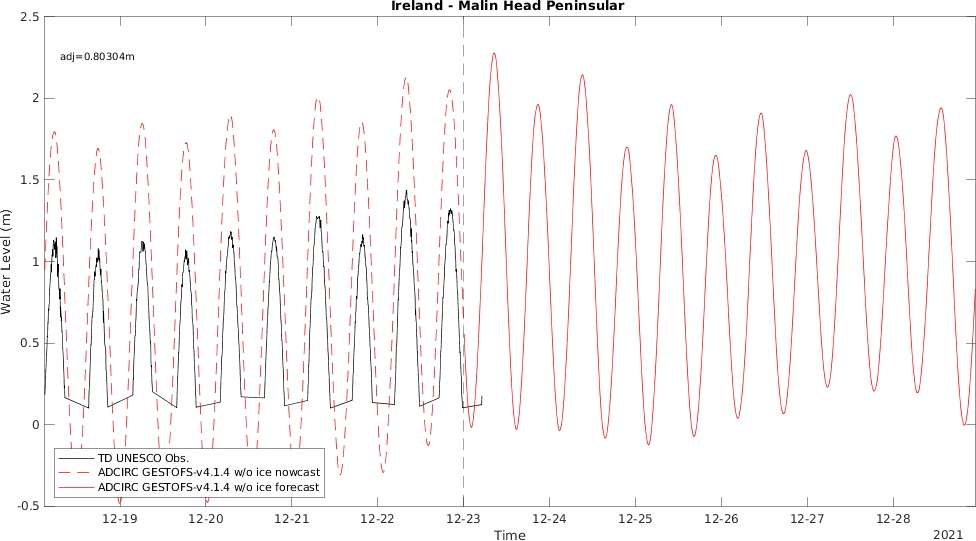 Ireland - Malin Head Peninsular
2.5
2
1.5
1
0.5
0
-0.5
Water Level (m)
adj=0.80304m
TD UNESCO Obs.
ADCIRC GESTOFS-v4.1.4 w/o ice nowcast
ADCIRC GESTOFS-v4.1.4 w/o ice forecast
12-19 12-20 12-21 12-22 12-23 12-24 12-25 12-26 12-27 12-28
Time
2021